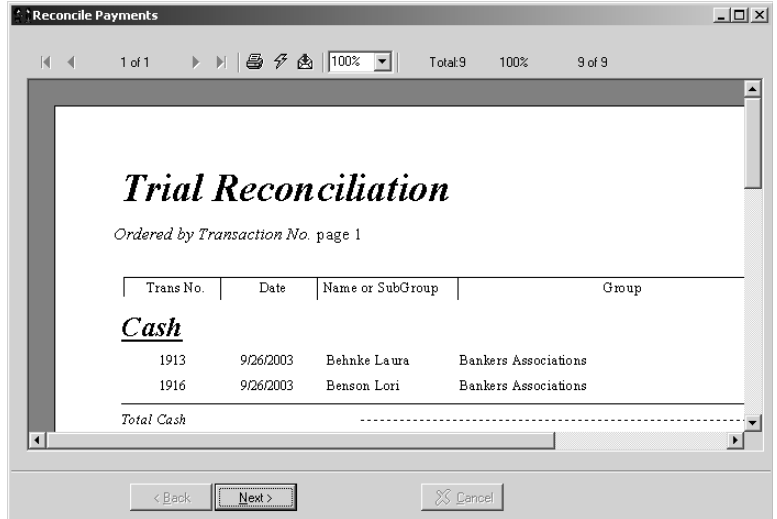 Reconcile Payments
1 of 1 100% Total:9 100% 9 of 9
Trial Reconciliation
Ordered by Transaction No. page 1
Trans No. Date Name or SubGroup Group
Cash
1913 9/26/2003 Behnke Laura Bankers Associations
1916 9/26/2003 Benson Lori Bankers Associations
Total Cash --------------------------------------------------
< Back Next > Cancel